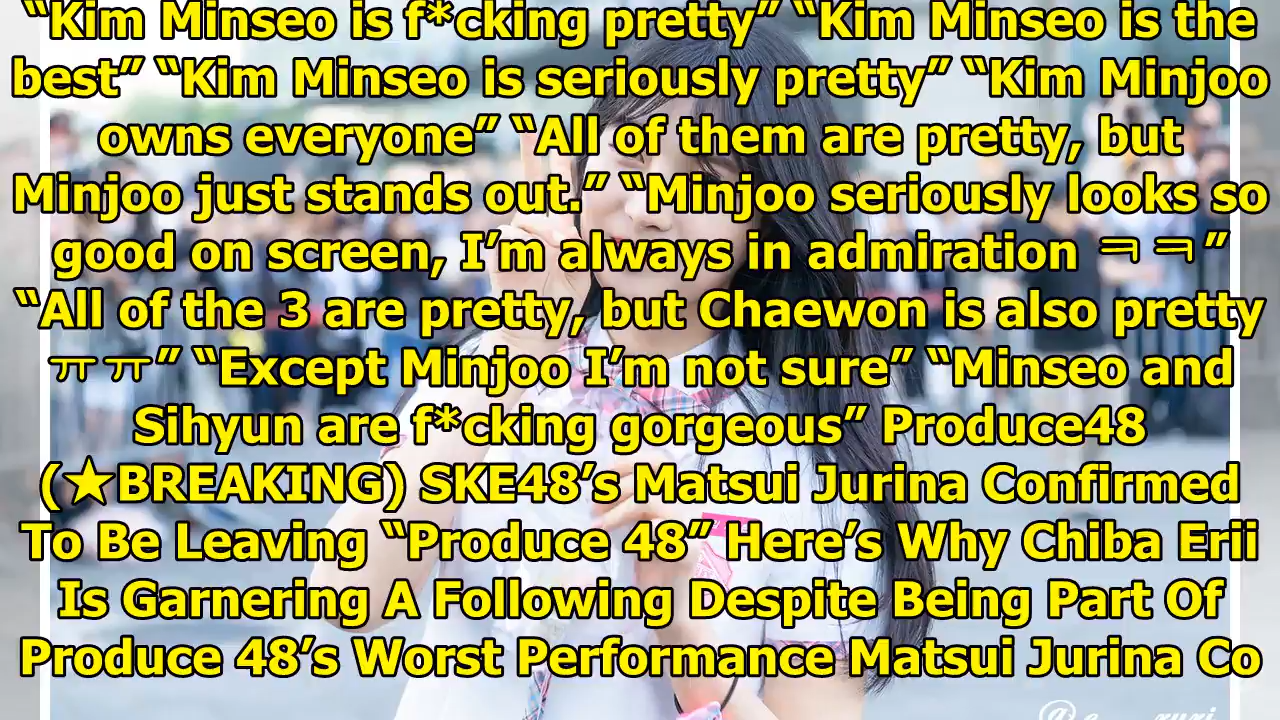 “Kim Minseo is f*cking pretty” “Kim Minseo is the
best” “Kim Minseo is seriously pretty” “Kim Minjoo
owns everyone” “All of them are pretty, but
Minjoo just stands out.” “Minjoo seriously looks so
good on screen, I’m always in admiration ㅋㅋ”
“All of the 3 are pretty, but Chaewon is also pretty
ㅠㅠ” “Except Minjoo I’m not sure” “Minseo and
Sihyun are f*cking gorgeous” Produce48
(★BREAKING) SKE48’s Matsui Jurina Confirmed
To Be Leaving “Produce 48” Here’s Why Chiba Erii
Is Garnering A Following Despite Being Part Of
Produce 48’s Worst Performance Matsui Jurina Co